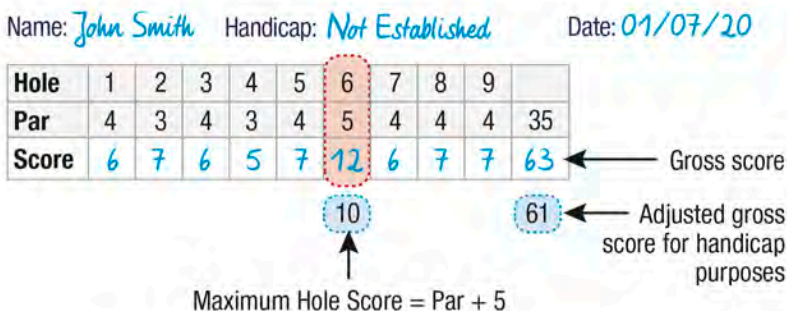 Name: John Smith Handicap: Not Established Date: 01/07/20
Hole 1 2 3 4 5 6 7 8 9
Par 4 3 4 3 4 5 4 4 4 35
Score 6 7 6 5 7 12 6 7 7 63 Gross score
10 61 Adjusted gross
score for handicap
purposes
Maximum Hole Score = Par + 5